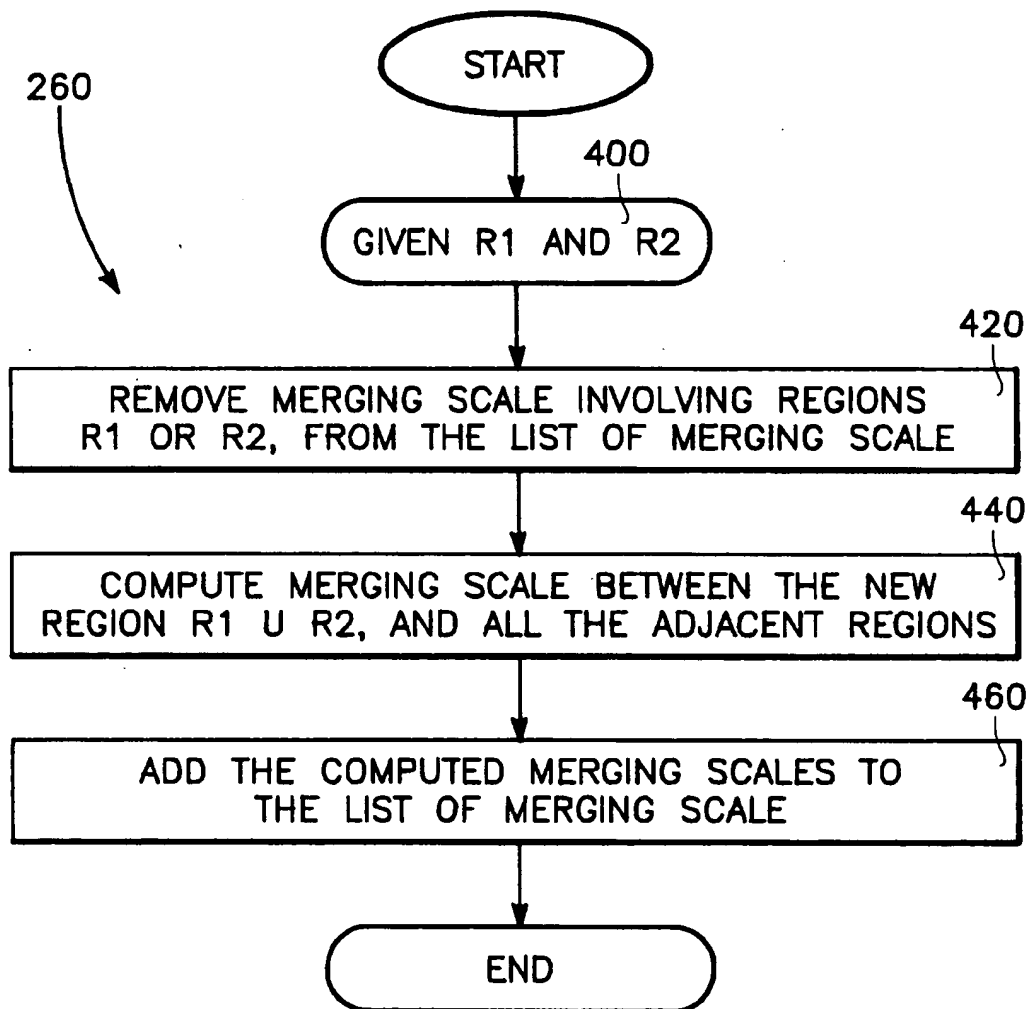 START
260
400
GIVEN R1 AND R2
420
REMOVE MERGING SCALE INVOLVING REGIONS
R1 OR R2, FROM THE LIST OF MERGING SCALE
440
COMPUTE MERGING SCALE BETWEEN THE NEW
REGION R1 U R2, AND ALL THE ADJACENT REGIONS
460
ADD THE COMPUTED MERGING SCALES TO
THE LIST OF MERGING SCALE
END